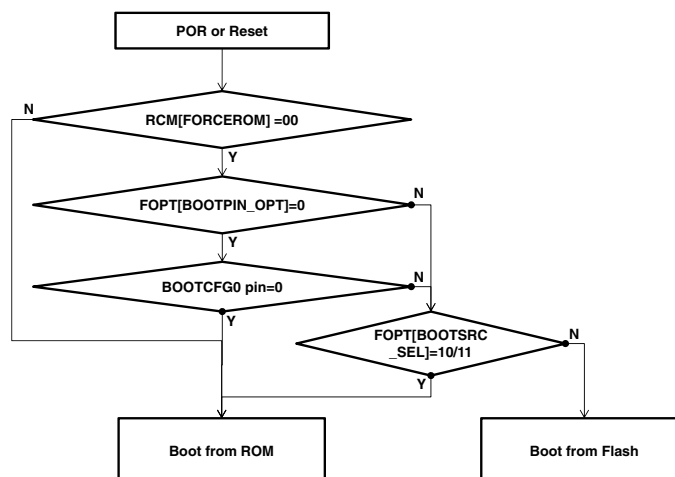 POR or Reset
N
RCM[FORCEROM] =00
Y
N
FOPT[BOOTPIN_OPT]=0
Y
N
BOOTCFG0 pin=0
Y
FOPT[BOOTSRC
_SEL]=10/11
N
Y
Boot from ROM
Boot from Flash